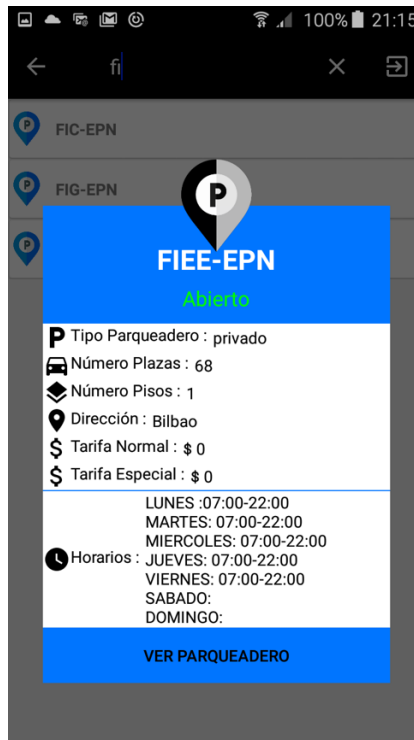 100% 21:15
fi
FIC-EPN
FIG-EPN
P
FIEE-EPN
Abierto
P Tipo Parqueadero : privado
Número Plazas : 68
Número Pisos : 1
Dirección : Bilbao
$ Tarifa Normal : $ 0
$ Tarifa Especial : $ 0
LUNES :07:00-22:00
MARTES: 07:00-22:00
MIERCOLES: 07:00-22:00
Horarios : JUEVES: 07:00-22:00
VIERNES: 07:00-22:00
SABADO:
DOMINGO:
VER PARQUEADERO